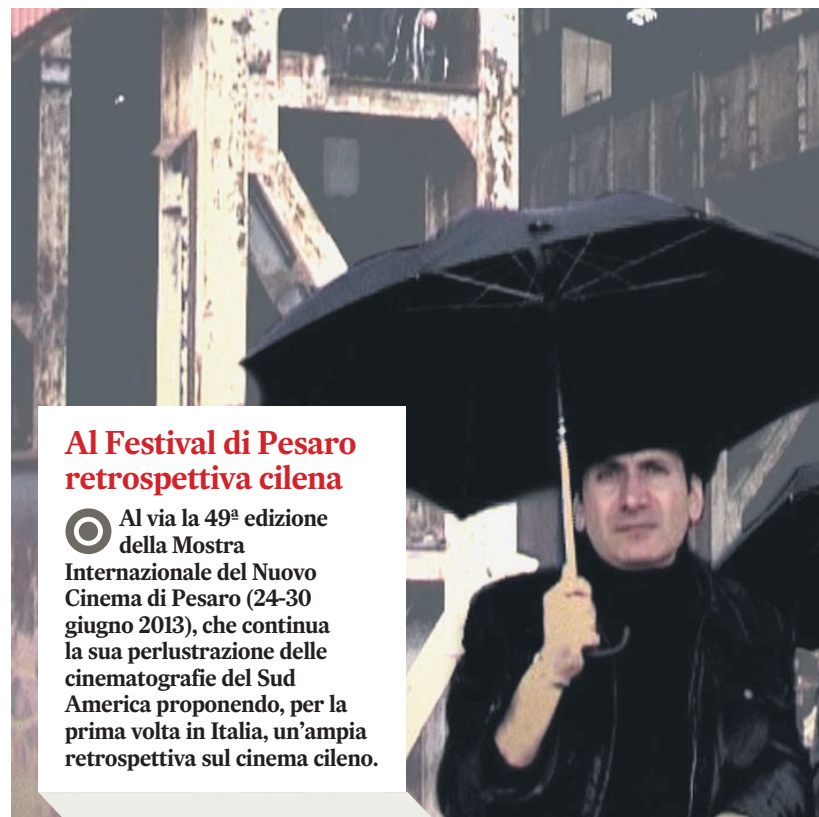 Al Festival di Pesaro
retrospettiva cilena
Al via la 49ª edizione
della Mostra
Internazionale del Nuovo
Cinema di Pesaro (24-30
giugno 2013), che continua
la sua perlustrazione delle
cinematografie del Sud
America proponendo, per la
prima volta in Italia, un’ampia
retrospettiva sul cinema cileno.